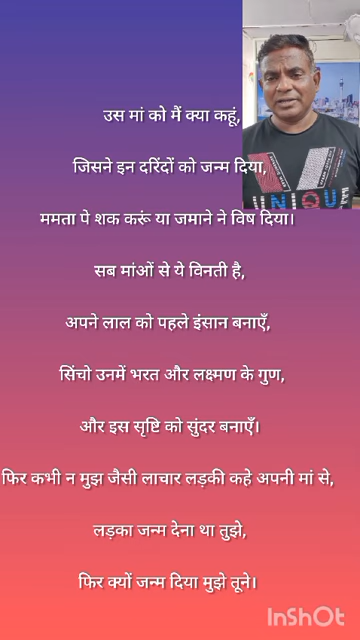 उस मां को मैं क्या कहूं,
जिसने इन दरिंदों को जन्म दिया,
ममता पे शक करूं या जमाने ने विष दिया।
सब मांओं से ये विनती है,
अपने लाल को पहले इंसान बनाएँ,
सिंचो उनमें भरत और लक्ष्मण के गुण,
और इस सृष्टि को सुंदर बनाएँ।
फिर कभी न मुझ जैसी लाचार लड़की कहे अपनी मां से,
लड़का जन्म देना था तुझे,
फिर क्यों जन्म दिया मुझे तूने।
UNIQU
InShOt